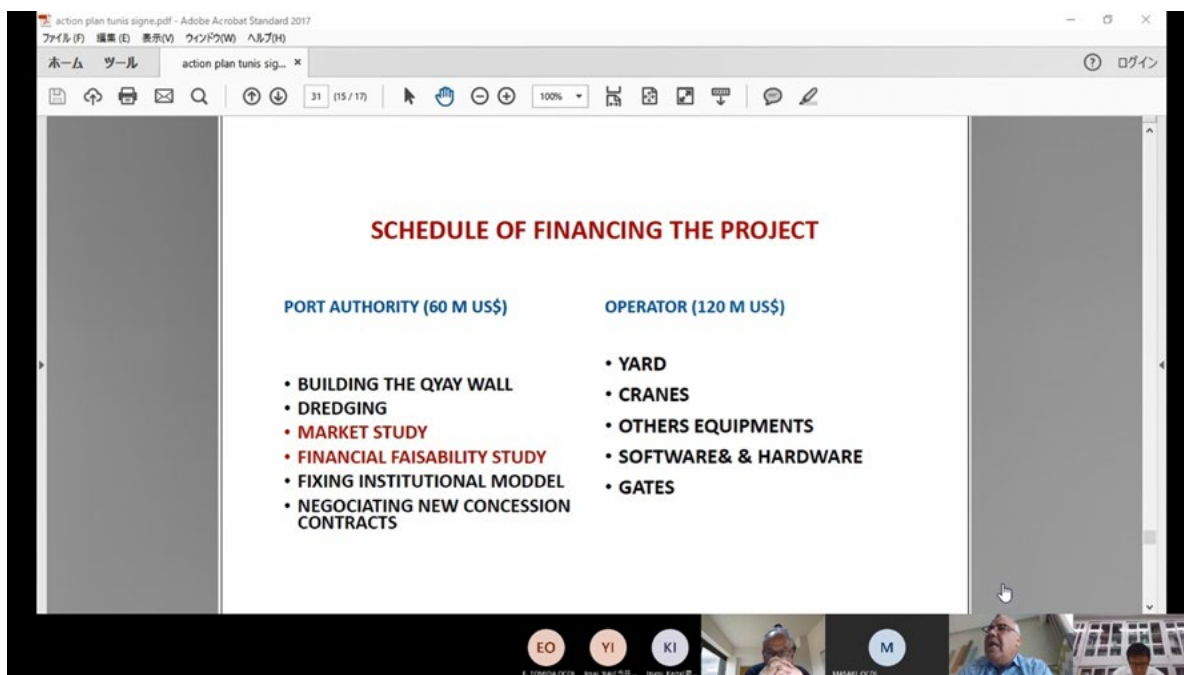 action plan tunis signe.pdf - Adobe Acrobat Standard 2017
ファイル(F) 編集(E) 表示(V) ウィンドウ(W) ヘルプ(H)
ホーム ツール action plan tunis sig... ×
ログイン
31 (15 / 17) 100%
SCHEDULE OF FINANCING THE PROJECT
PORT AUTHORITY (60 M US$)
• BUILDING THE QYAY WALL
• DREDGING
• MARKET STUDY
• FINANCIAL FAISABILITY STUDY
• FIXING INSTITUTIONAL MODDEL
• NEGOCIATING NEW CONCESSION
CONTRACTS
OPERATOR (120 M US$)
• YARD
• CRANES
• OTHERS EQUIPMENTS
• SOFTWARE& & HARDWARE
• GATES
EO YI KI M